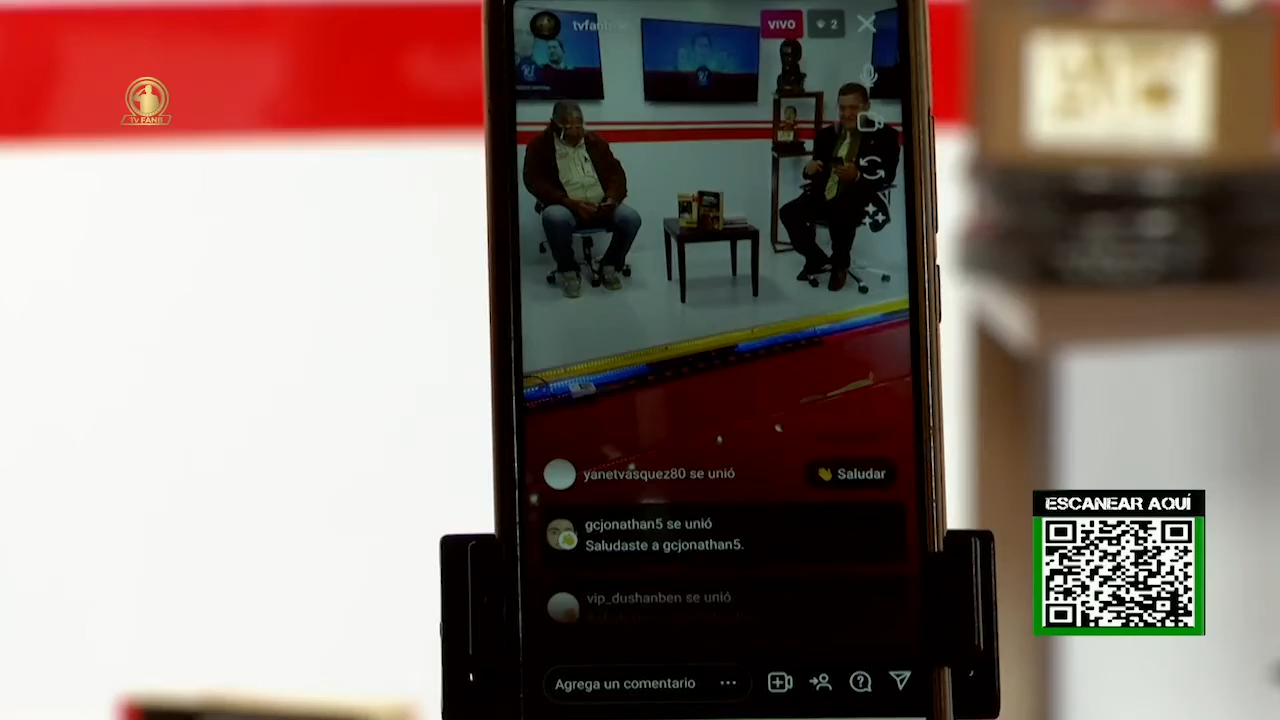 TV FANB
tvfanb
VIVO
2
yanetvasquez80 se unió
Saludar
gcjonathan5 se unió
Saludaste a gcjonathan5.
vip_dushanben se unió
Agrega un comentario
ESCANEAR AQUÍ